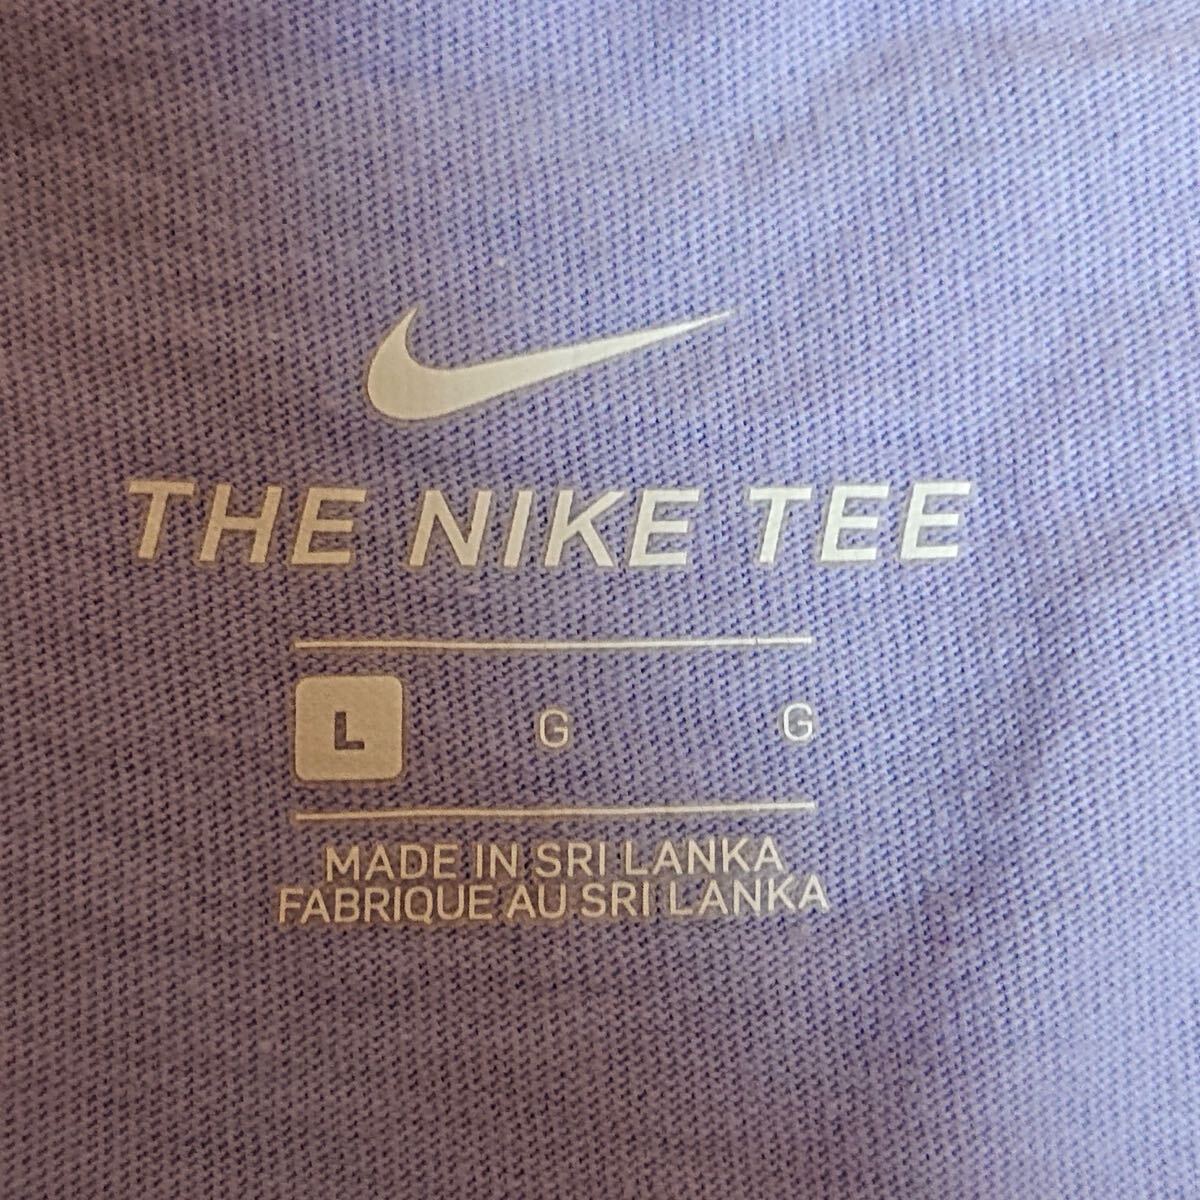 THE NIKE TEE
L G G
MADE IN SRI LANKA
FABRIQUE AU SRI LANKA